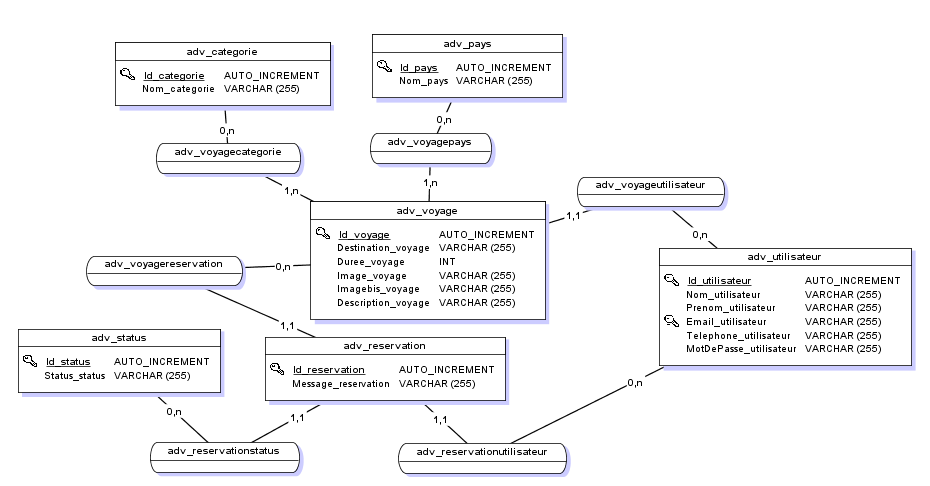 adv_categorie
Id_categorie AUTO_INCREMENT
Nom_categorie VARCHAR (255)
adv_pays
Id_pays AUTO_INCREMENT
Nom_pays VARCHAR (255)
0,n
0,n
adv_voyagecategorie
adv_voyagepays
1,n
1,n
adv_voyageutilisateur
1,1
0,n
adv_voyage
Id_voyage AUTO_INCREMENT
Destination_voyage VARCHAR (255)
Duree_voyage INT
Image_voyage VARCHAR (255)
Imagebis_voyage VARCHAR (255)
Description_voyage VARCHAR (255)
adv_utilisateur
Id_utilisateur AUTO_INCREMENT
Nom_utilisateur VARCHAR (255)
Prenom_utilisateur VARCHAR (255)
Email_utilisateur VARCHAR (255)
Telephone_utilisateur VARCHAR (255)
MotDePasse_utilisateur VARCHAR (255)
adv_voyagereservation
0,n
1,1
adv_status
Id_status AUTO_INCREMENT
Status_status VARCHAR (255)
adv_reservation
Id_reservation AUTO_INCREMENT
Message_reservation VARCHAR (255)
0,n
0,n
1,1
1,1
adv_reservationstatus
adv_reservationutilisateur